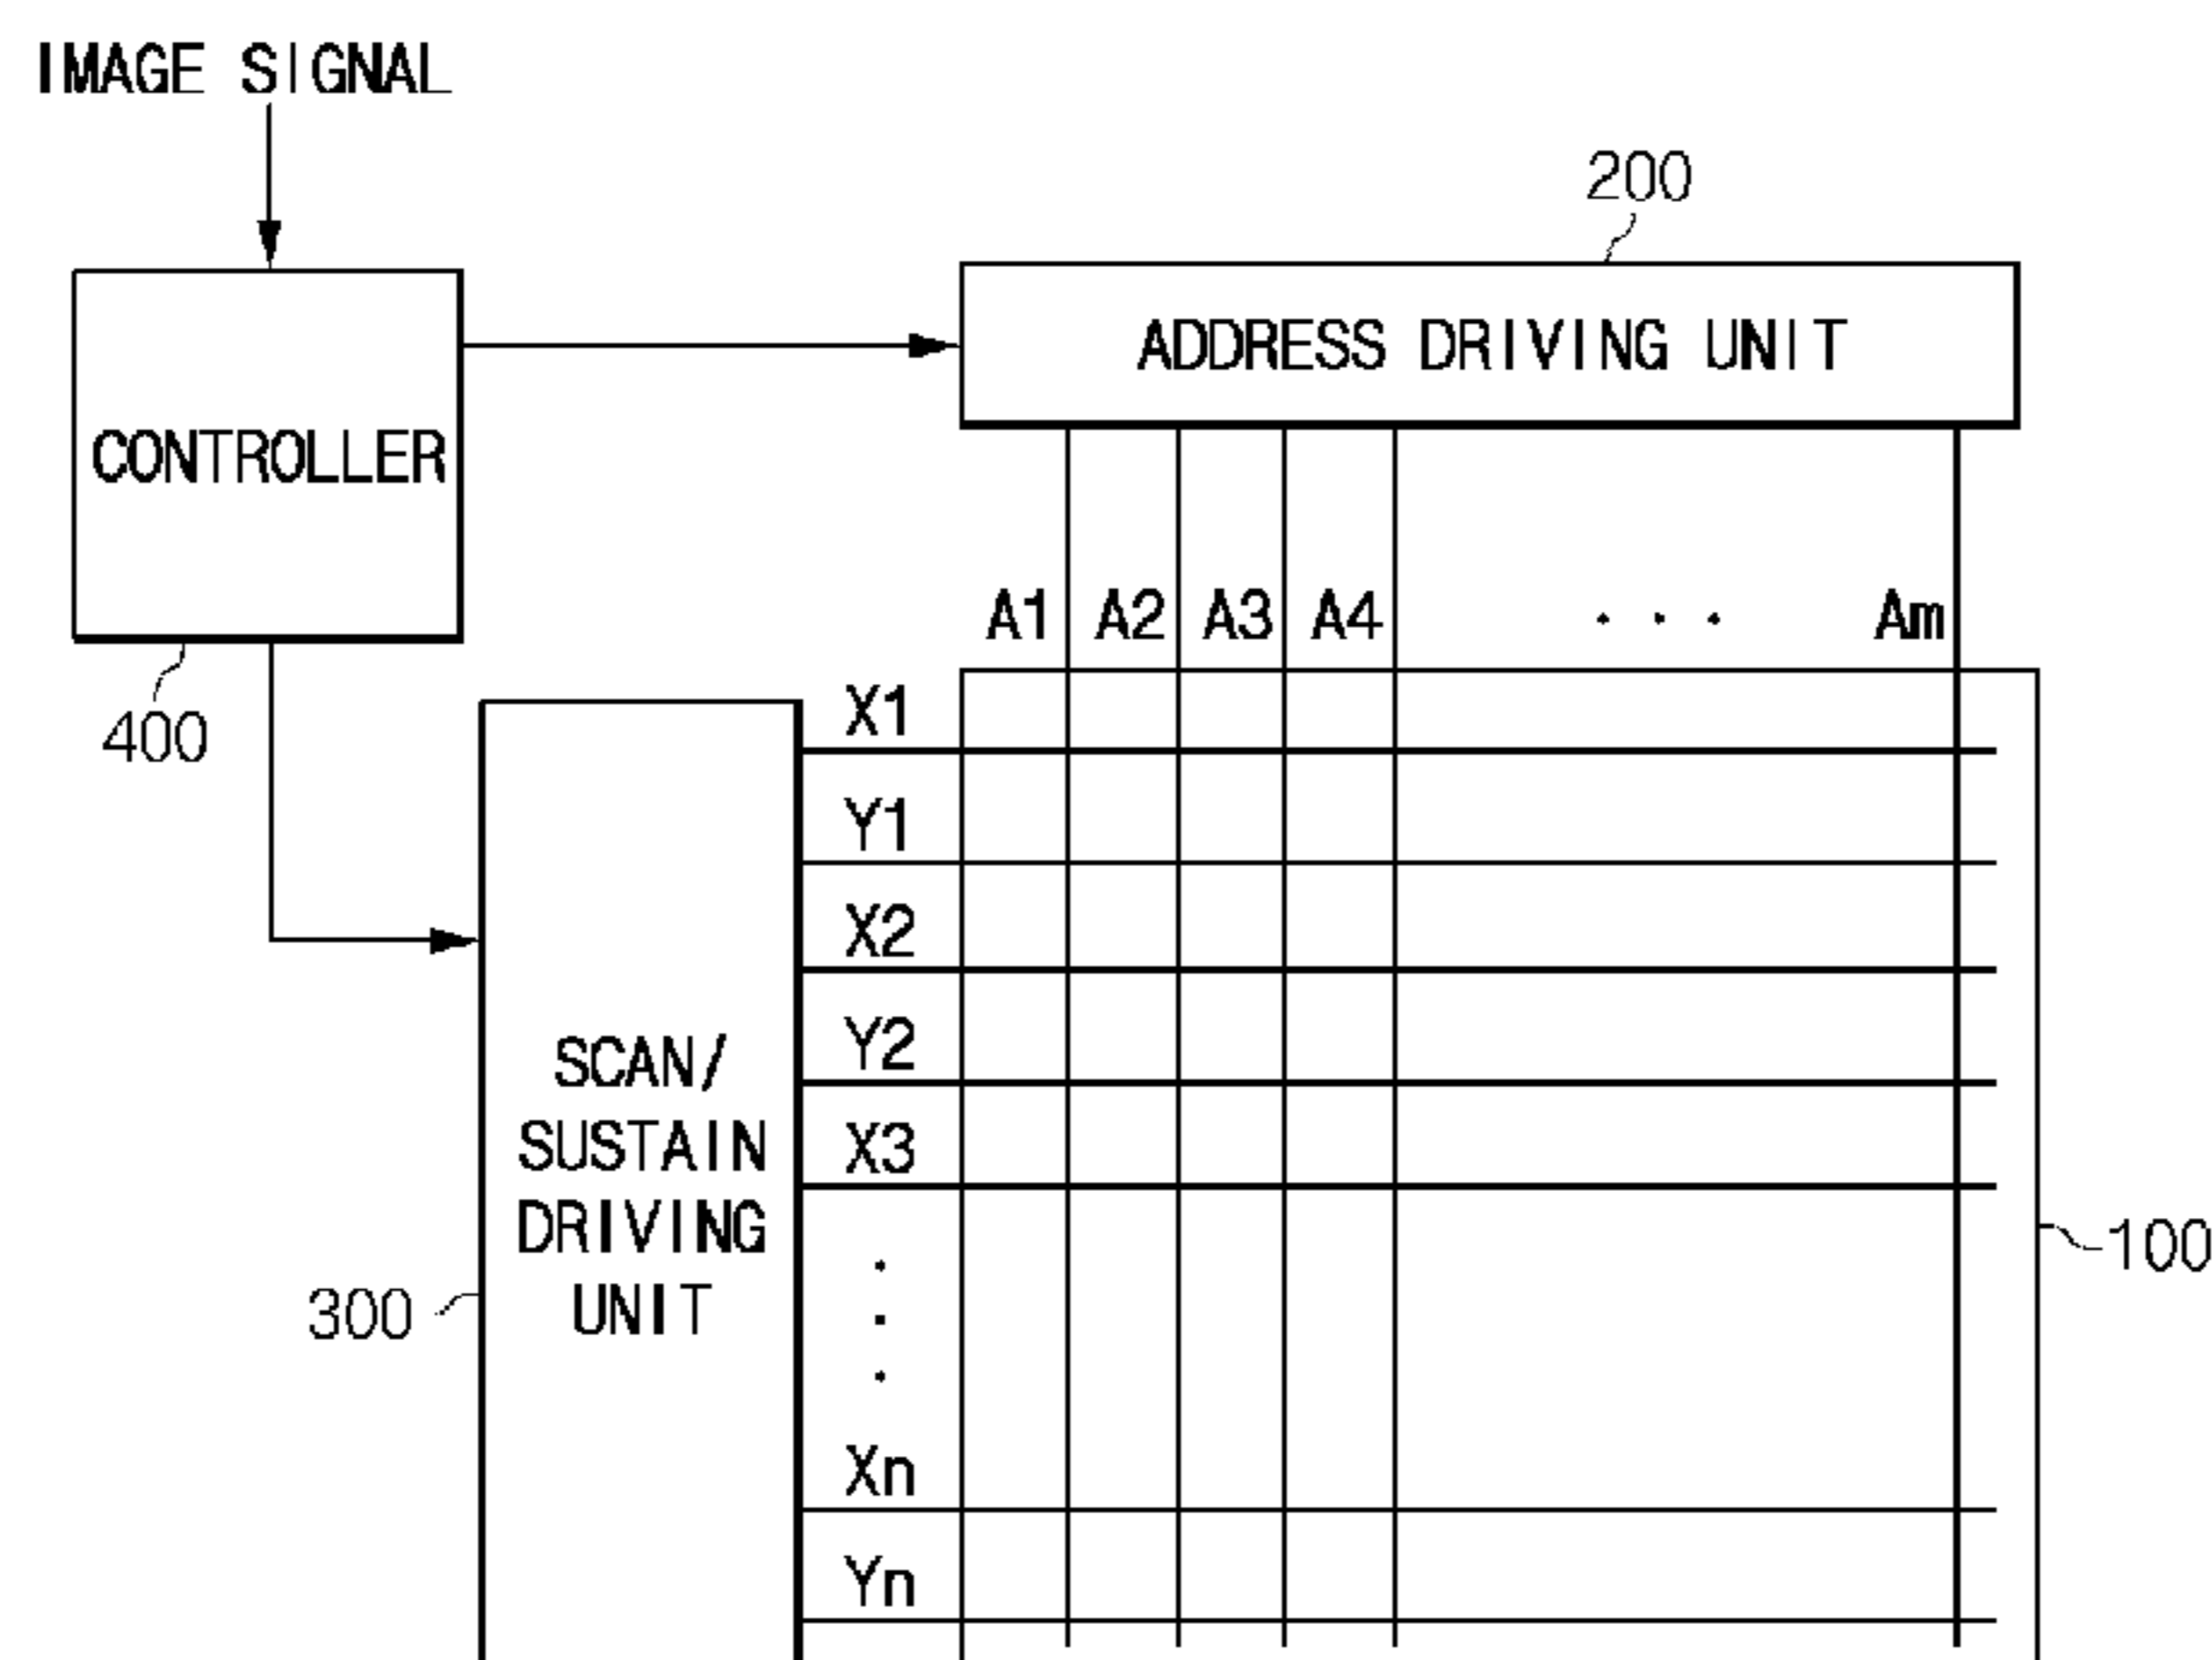 IMAGE SIGNAL
200
ADDRESS DRIVING UNIT
CONTROLLER
A1 A2 A3 A4 . . . Am
400
X1
Y1
X2
Y2
X3
SCAN/
SUSTAIN
DRIVING
UNIT
300
100
.
.
.
Xn
Yn